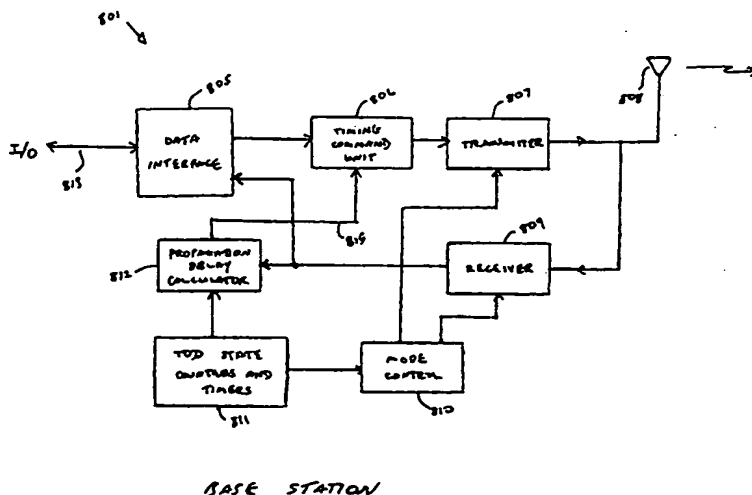 801
805
806
807
808
I/O
813
DATA
INTERFACE
TIMING
COMMAND
UNIT
TRANSMITTER
815
809
812
PROPAGATION
DELAY
CALCULATOR
RECEIVER
TDD STATE
COUNTERS AND
TIMERS
811
MODE
CONTROL
810
BASE STATION